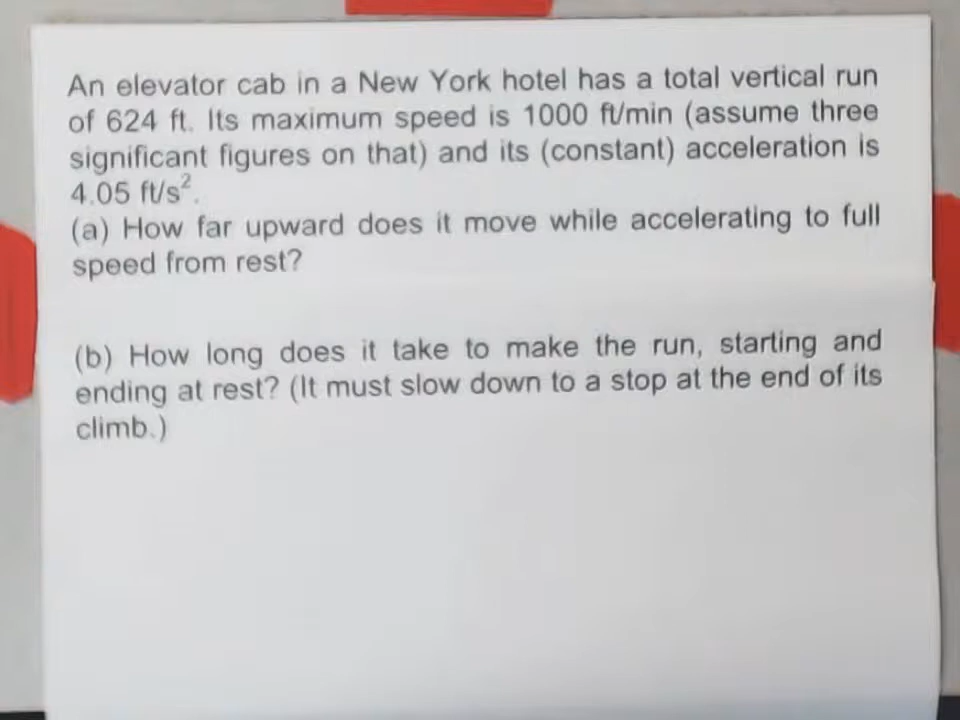 An elevator cab in a New York hotel has a total vertical run
of 624 ft. Its maximum speed is 1000 ft/min (assume three
significant figures on that) and its (constant) acceleration is
4.05 ft/s².
(a) How far upward does it move while accelerating to full
speed from rest?
(b) How long does it take to make the run, starting and
ending at rest? (It must slow down to a stop at the end of its
climb.)